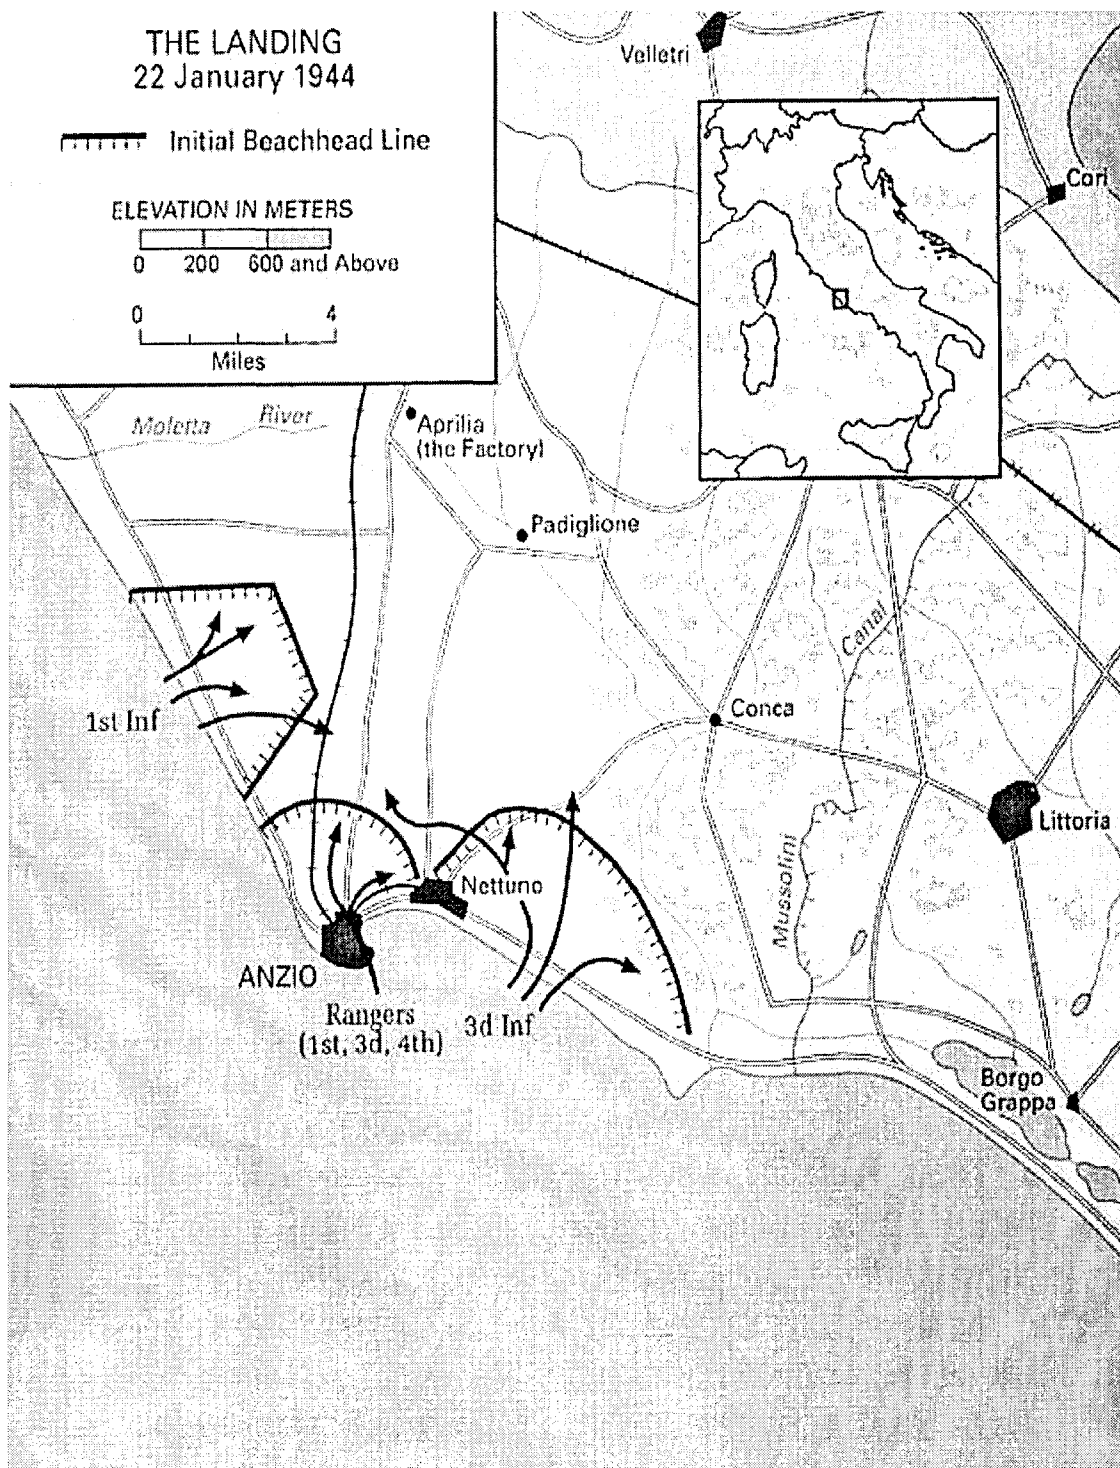 THE LANDING
22 January 1944
Initial Beachhead Line
ELEVATION IN METERS
0 200 600 and Above
0 4
Miles
Velletri
Cori
Moletta River
Aprilia
(the Factory)
Padiglione
Canal
1st Inf
Conca
Littoria
Mussolini
Nettuno
ANZIO
Rangers
(1st, 3d, 4th)
3d Inf
Borgo
Grappa